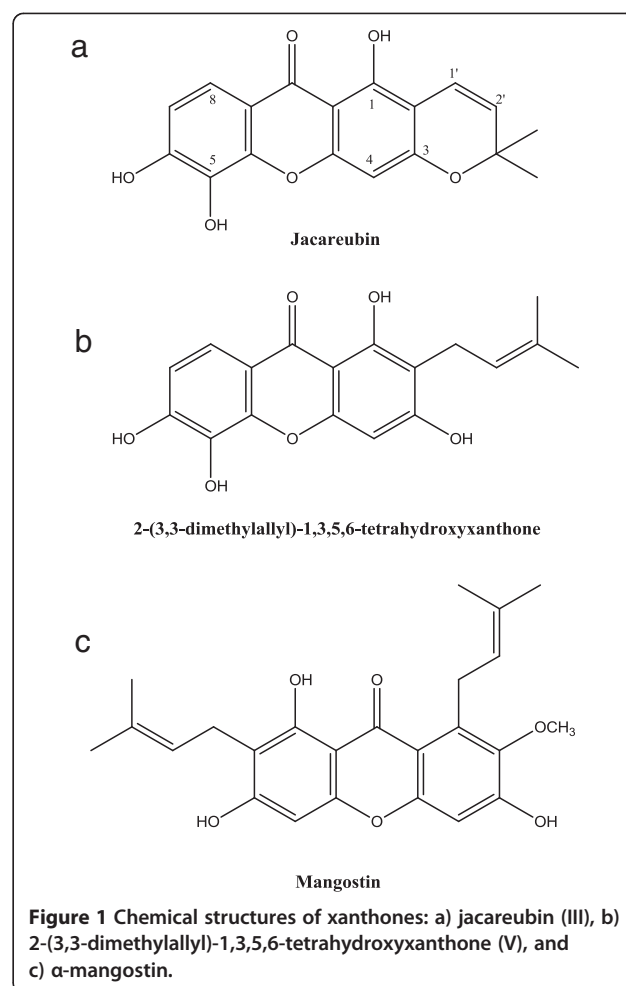 a
O
OH
8
1
1'
2'
5
4
3
HO
O
O
OH
Jacareubin
b
O
OH
HO
O
OH
OH
2-(3,3-dimethylallyl)-1,3,5,6-tetrahydroxyxanthone
c
OH
O
OCH3
HO
O
OH
Mangostin
Figure 1 Chemical structures of xanthones: a) jacareubin (III), b)
2-(3,3-dimethylallyl)-1,3,5,6-tetrahydroxyxanthone (V), and
c) α-mangostin.